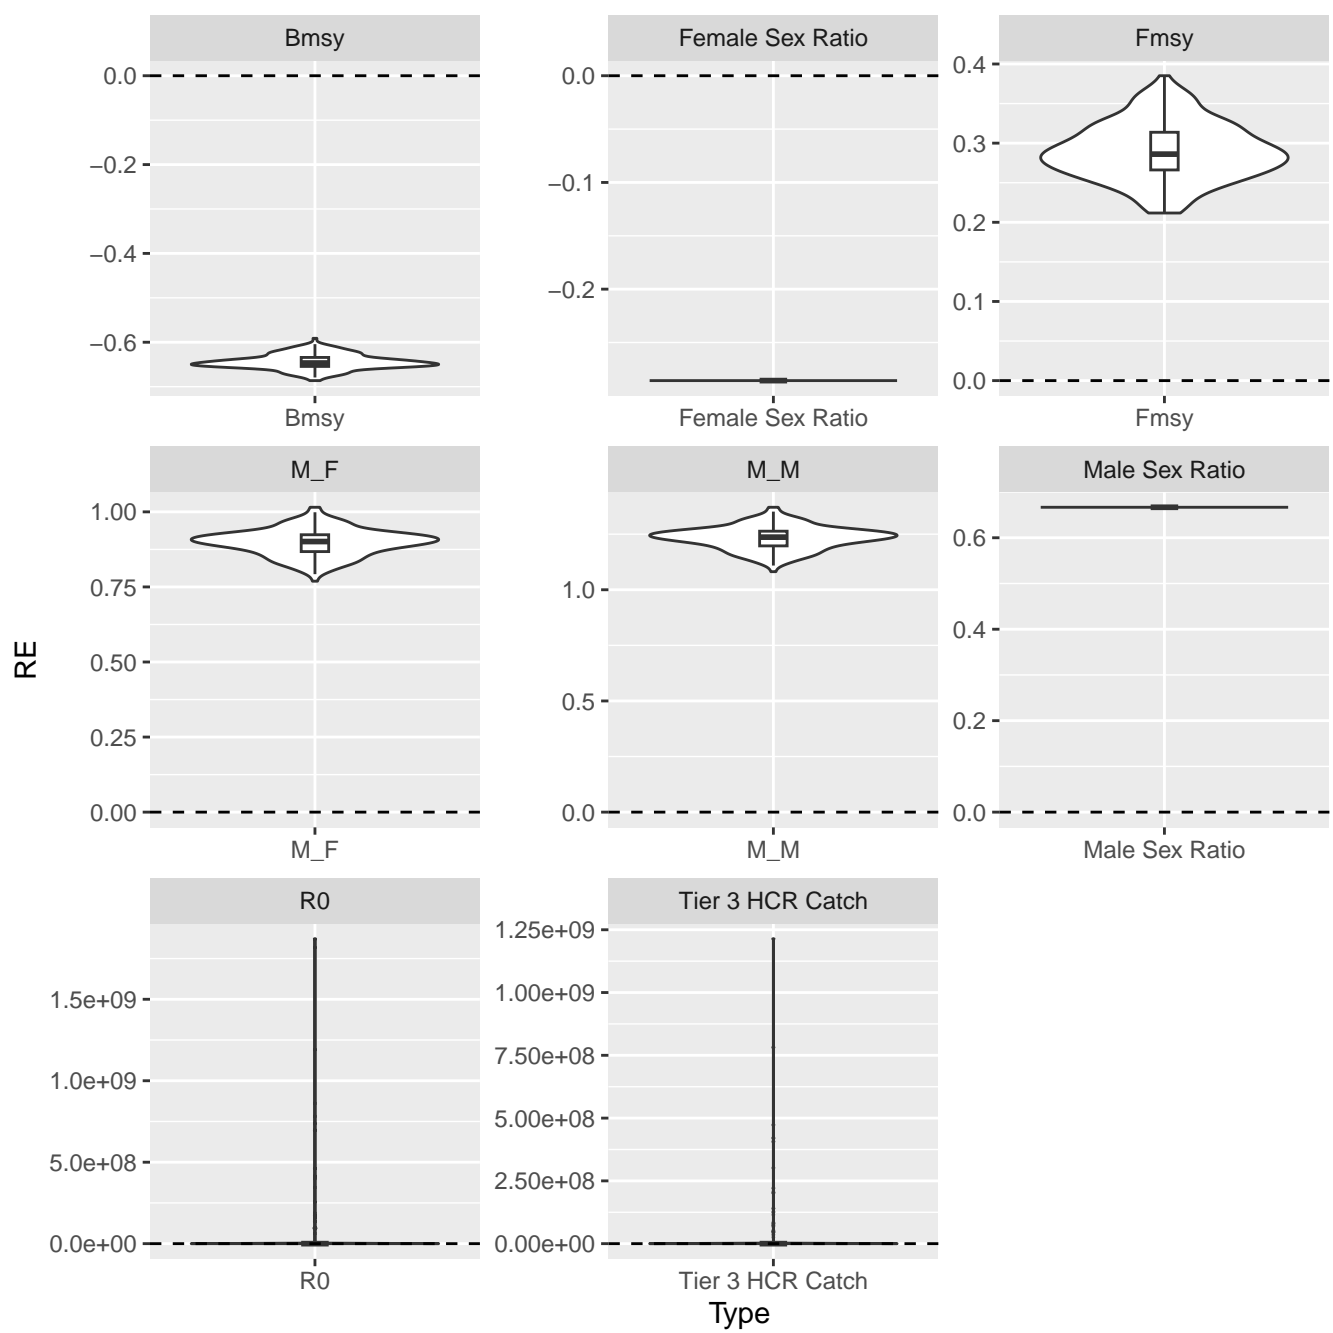 Bmsy
Female Sex Ratio
Fmsy
0.0
−0.2
−0.4
−0.6
0.0
−0.1
−0.2
0.4
0.3
0.2
0.1
0.0
Bmsy
Female Sex Ratio
Fmsy
M_F
M_M
Male Sex Ratio
RE
1.00
0.75
0.50
0.25
0.00
1.0
0.5
0.0
0.6
0.4
0.2
0.0
M_F
M_M
Male Sex Ratio
R0
Tier 3 HCR Catch
1.5e+09
1.0e+09
5.0e+08
0.0e+00
1.25e+09
1.00e+09
7.50e+08
5.00e+08
2.50e+08
0.00e+00
R0
Tier 3 HCR Catch
Type